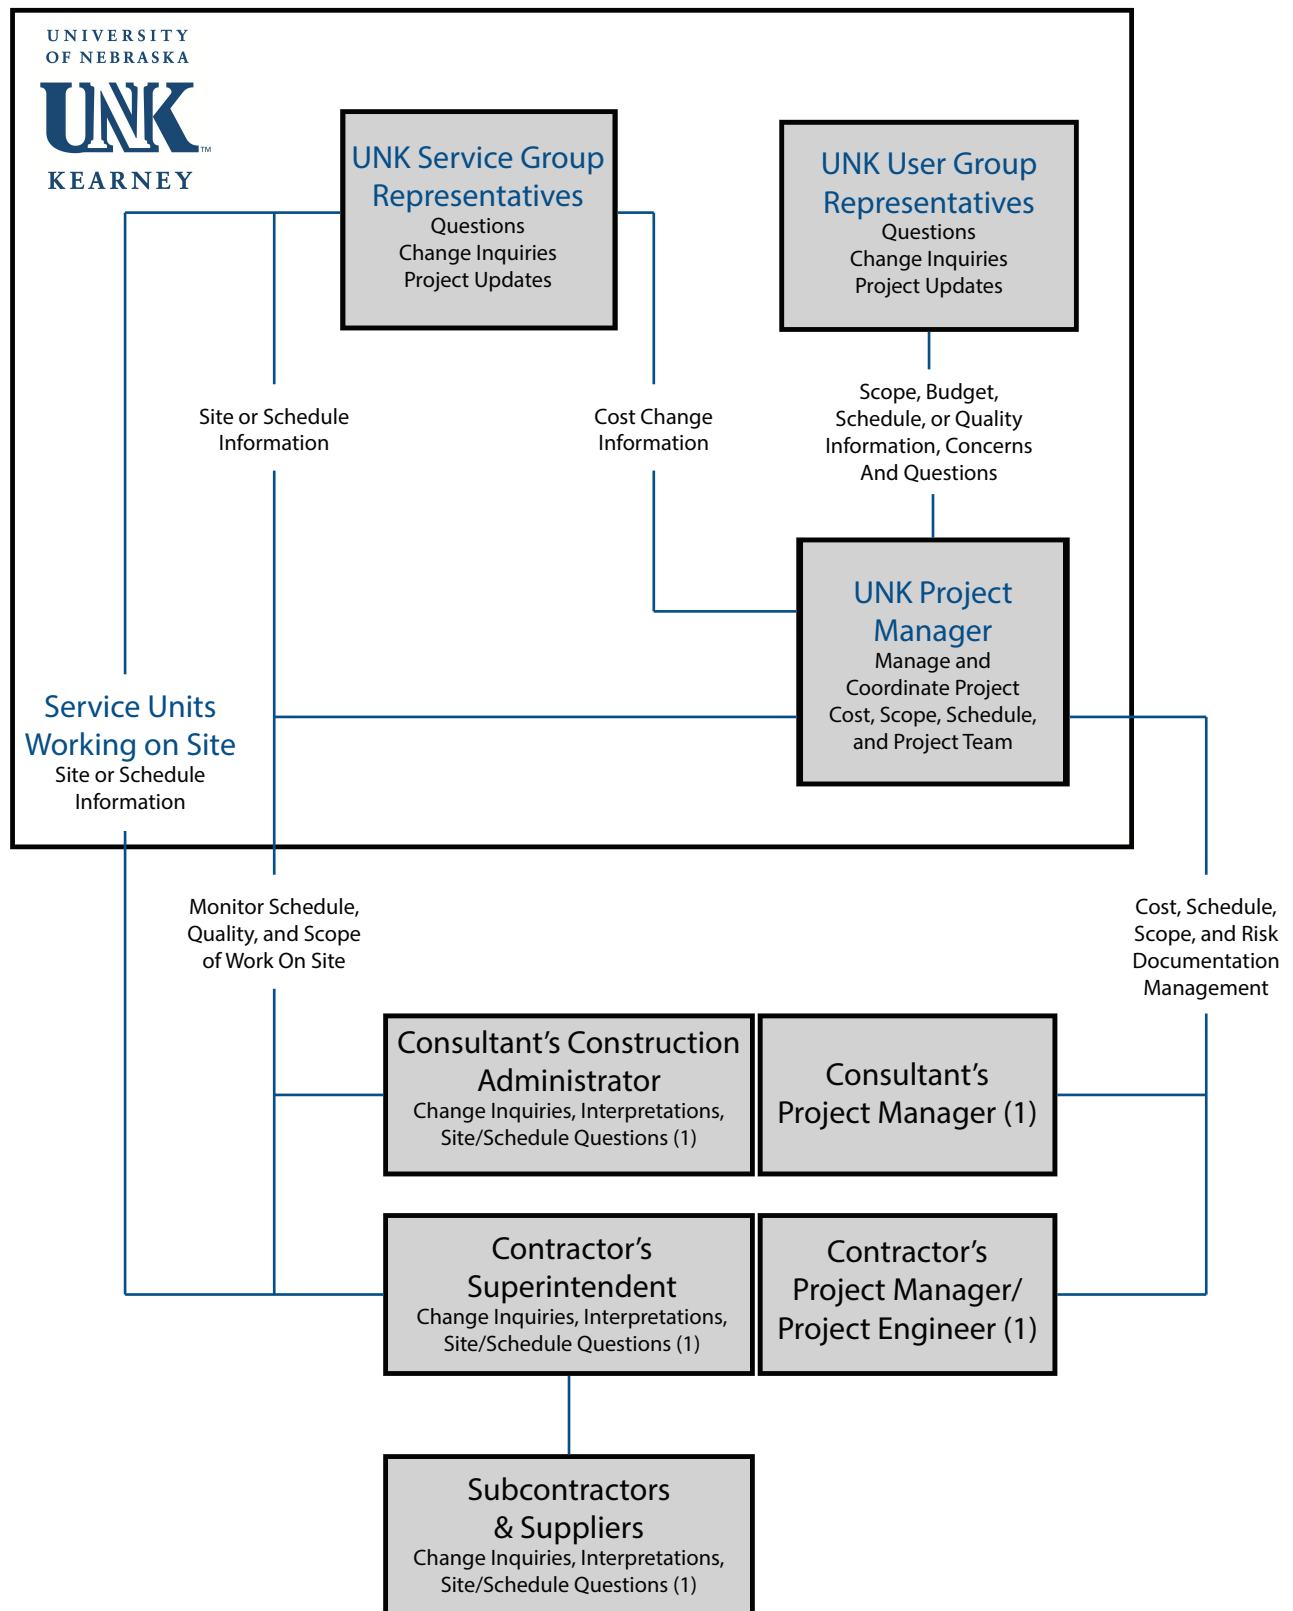 UNIVERSITY
OF NEBRASKA
UNK
™
KEARNEY
UNK Service Group
Representatives
Questions
Change Inquiries
Project Updates
UNK User Group
Representatives
Questions
Change Inquiries
Project Updates
Site or Schedule
Information
Cost Change
Information
Scope, Budget,
Schedule, or Quality
Information, Concerns
And Questions
UNK Project
Manager
Manage and
Coordinate Project
Cost, Scope, Schedule,
and Project Team
Service Units
Working on Site
Site or Schedule
Information
Monitor Schedule,
Quality, and Scope
of Work On Site
Cost, Schedule,
Scope, and Risk
Documentation
Management
Consultant’s Construction
Administrator
Change Inquiries, Interpretations,
Site/Schedule Questions (1)
Consultant’s
Project Manager (1)
Contractor’s
Superintendent
Change Inquiries, Interpretations,
Site/Schedule Questions (1)
Contractor’s
Project Manager/
Project Engineer (1)
Subcontractors
& Suppliers
Change Inquiries, Interpretations,
Site/Schedule Questions (1)